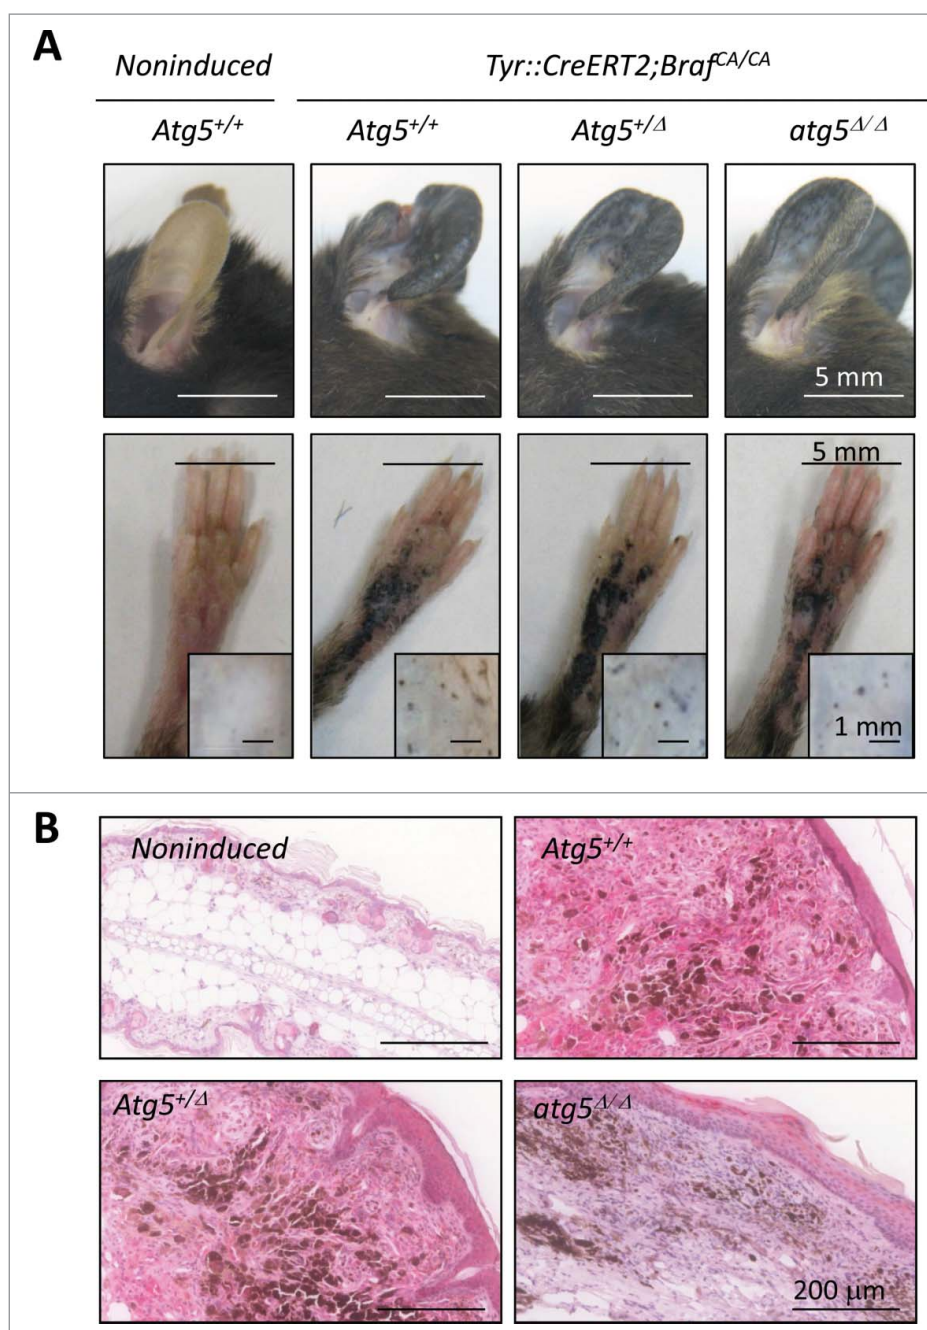 A
Noninduced
Tyr::CreERT2;Braf^CA/CA
Atg5^+/+
Atg5^+/+
Atg5^+/Δ
atg5^Δ/Δ
5 mm
5 mm
1 mm
B
Noninduced
Atg5^+/+
Atg5^+/Δ
atg5^Δ/Δ
200 μm